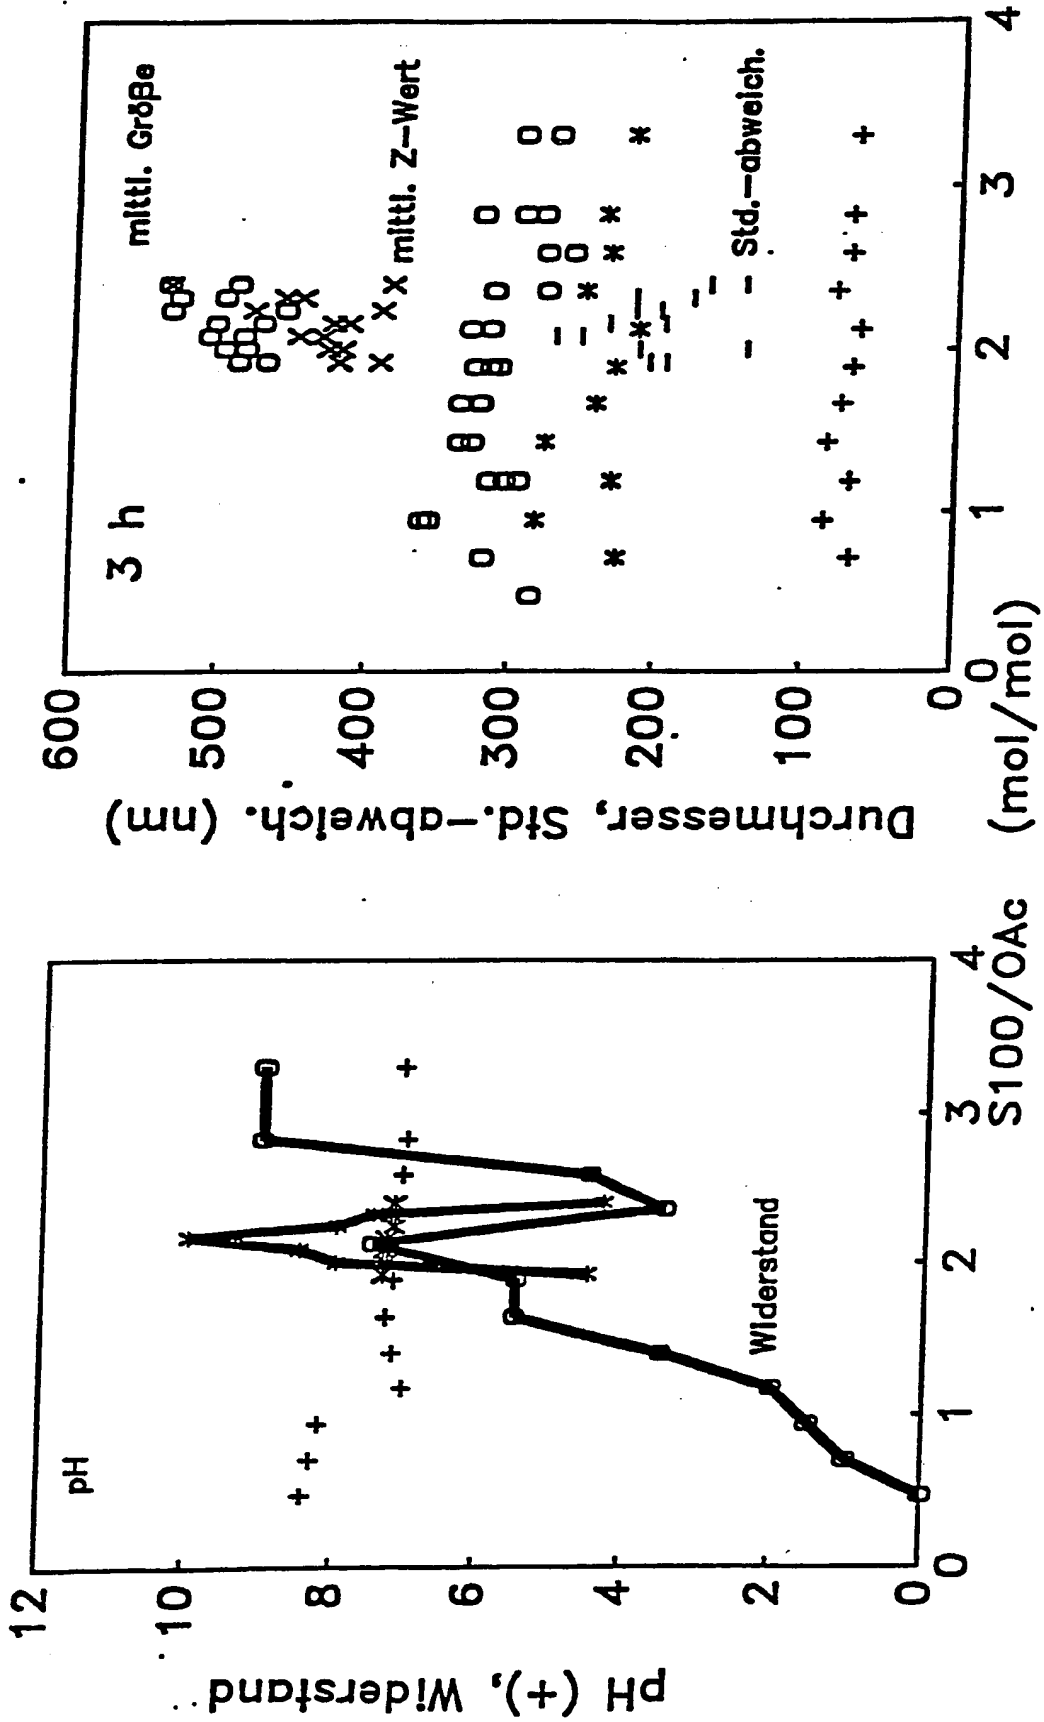 pH (+), Widerstand
12
10
8
6
4
2
0
pH
Widerstand
0
1
2
3
4
S100/OAc (mol/mol)
Durchmesser, Std.-abweich. (nm)
600
500
400
300
200
100
0
3 h
mittl. Größe
mittl. Z-Wert
Std.-abweich.
0
1
2
3
4